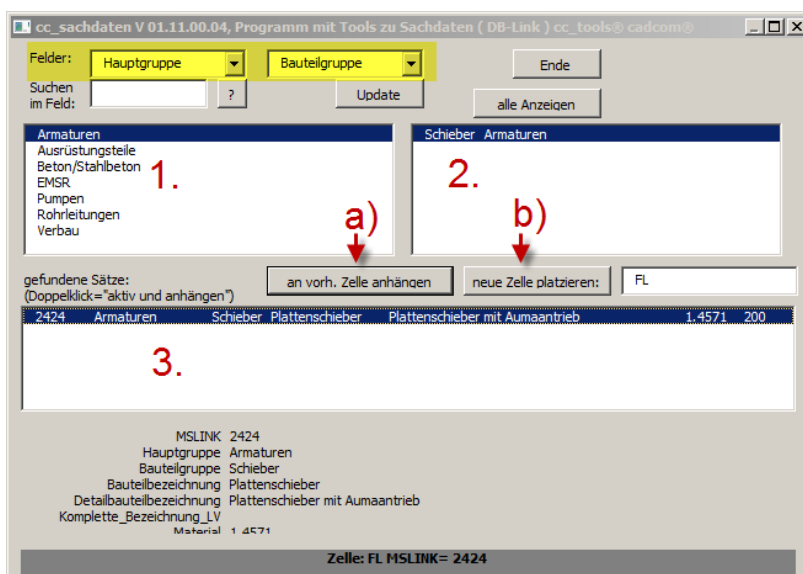 cc_sachdaten V 01.11.00.04, Programm mit Tools zu Sachdaten ( DB-Link ) cc_tools® cadcom®
Felder: Hauptgruppe Bauteilgruppe Ende
Suchen im Feld: ? Update alle Anzeigen
Armaturen
Ausrüstungsteile
Beton/Stahlbeton
EMSR
Pumpen
Rohrleitungen
Verbau
1.
Schieber Armaturen
2.
a) b)
gefundene Sätze:
(Doppelklick="aktiv und anhängen")
an vorh. Zelle anhängen neue Zelle platzieren: FL
2424 Armaturen Schieber Plattenschieber Plattenschieber mit Aumaantrieb 1.4571 200
3.
MSLINK 2424
Hauptgruppe Armaturen
Bauteilgruppe Schieber
Bauteilbezeichnung Plattenschieber
Detailbauteilbezeichnung Plattenschieber mit Aumaantrieb
Komplette_Bezeichnung_LV
Material 1.4571
Zelle: FL MSLINK= 2424